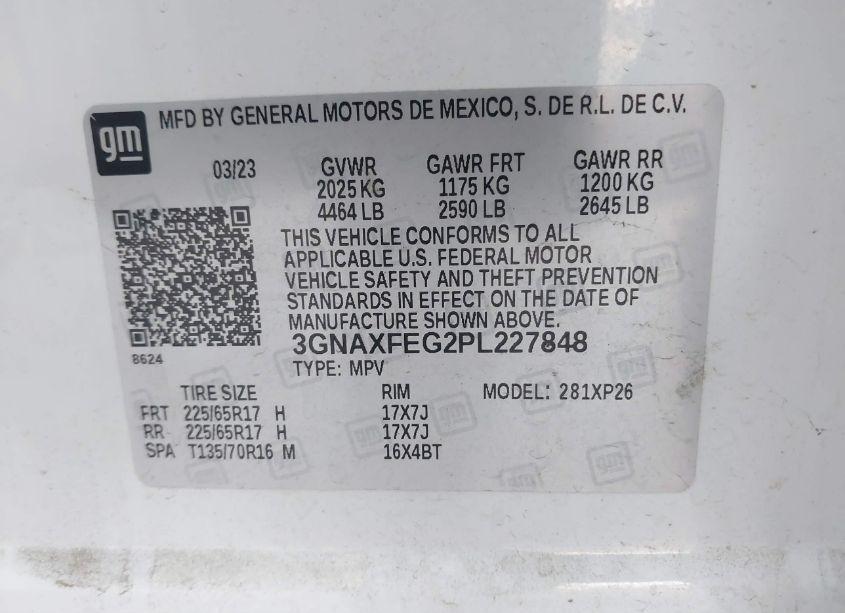 gm
MFD BY GENERAL MOTORS DE MEXICO, S. DE R.L. DE C.V.
03/23 GVWR GAWR FRT GAWR RR
2025 KG 1175 KG 1200 KG
4464 LB 2590 LB 2645 LB
THIS VEHICLE CONFORMS TO ALL
APPLICABLE U.S. FEDERAL MOTOR
VEHICLE SAFETY AND THEFT PREVENTION
STANDARDS IN EFFECT ON THE DATE OF
MANUFACTURE SHOWN ABOVE.
3GNAXFEG2PL227848
8624
TYPE: MPV
TIRE SIZE RIM MODEL: 281XP26
FRT 225/65R17 H 17X7J
RR 225/65R17 H 17X7J
SPA T135/70R16 M 16X4BT